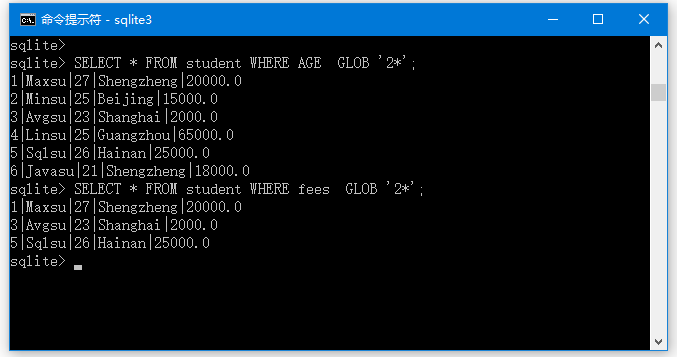 命令提示符 - sqlite3
sqlite>
sqlite> SELECT * FROM student WHERE AGE  GLOB '2*';
1|Maxsu|27|Shengzheng|20000.0
2|Minsu|25|Beijing|15000.0
3|Avgsu|23|Shanghai|2000.0
4|Linsu|25|Guangzhou|65000.0
5|Sqlsu|26|Hainan|25000.0
6|Javasu|21|Shengzheng|18000.0
sqlite> SELECT * FROM student WHERE fees  GLOB '2*';
1|Maxsu|27|Shengzheng|20000.0
3|Avgsu|23|Shanghai|2000.0
5|Sqlsu|26|Hainan|25000.0
sqlite>